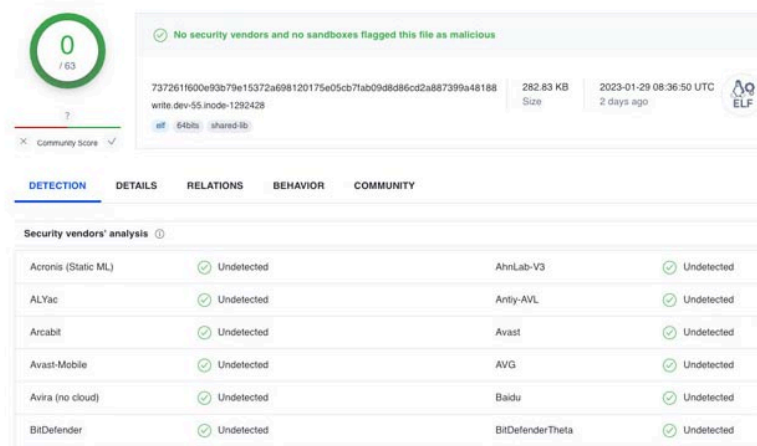 0
/ 63
?
Community Score
No security vendors and no sandboxes flagged this file as malicious
737261f600e93b79e15372a698120175e05cb7fab09d8d86cd2a887399a48188
write.dev-55.inode-1292428
elf 64bits shared-lib
282.83 KB
Size
2023-01-29 08:36:50 UTC
2 days ago
ELF
DETECTION DETAILS RELATIONS BEHAVIOR COMMUNITY
Security vendors' analysis
Acronis (Static ML) Undetected AhnLab-V3 Undetected
ALYac Undetected Antiy-AVL Undetected
Arcabit Undetected Avast Undetected
Avast-Mobile Undetected AVG Undetected
Avira (no cloud) Undetected Baidu Undetected
BitDefender Undetected BitDefenderTheta Undetected